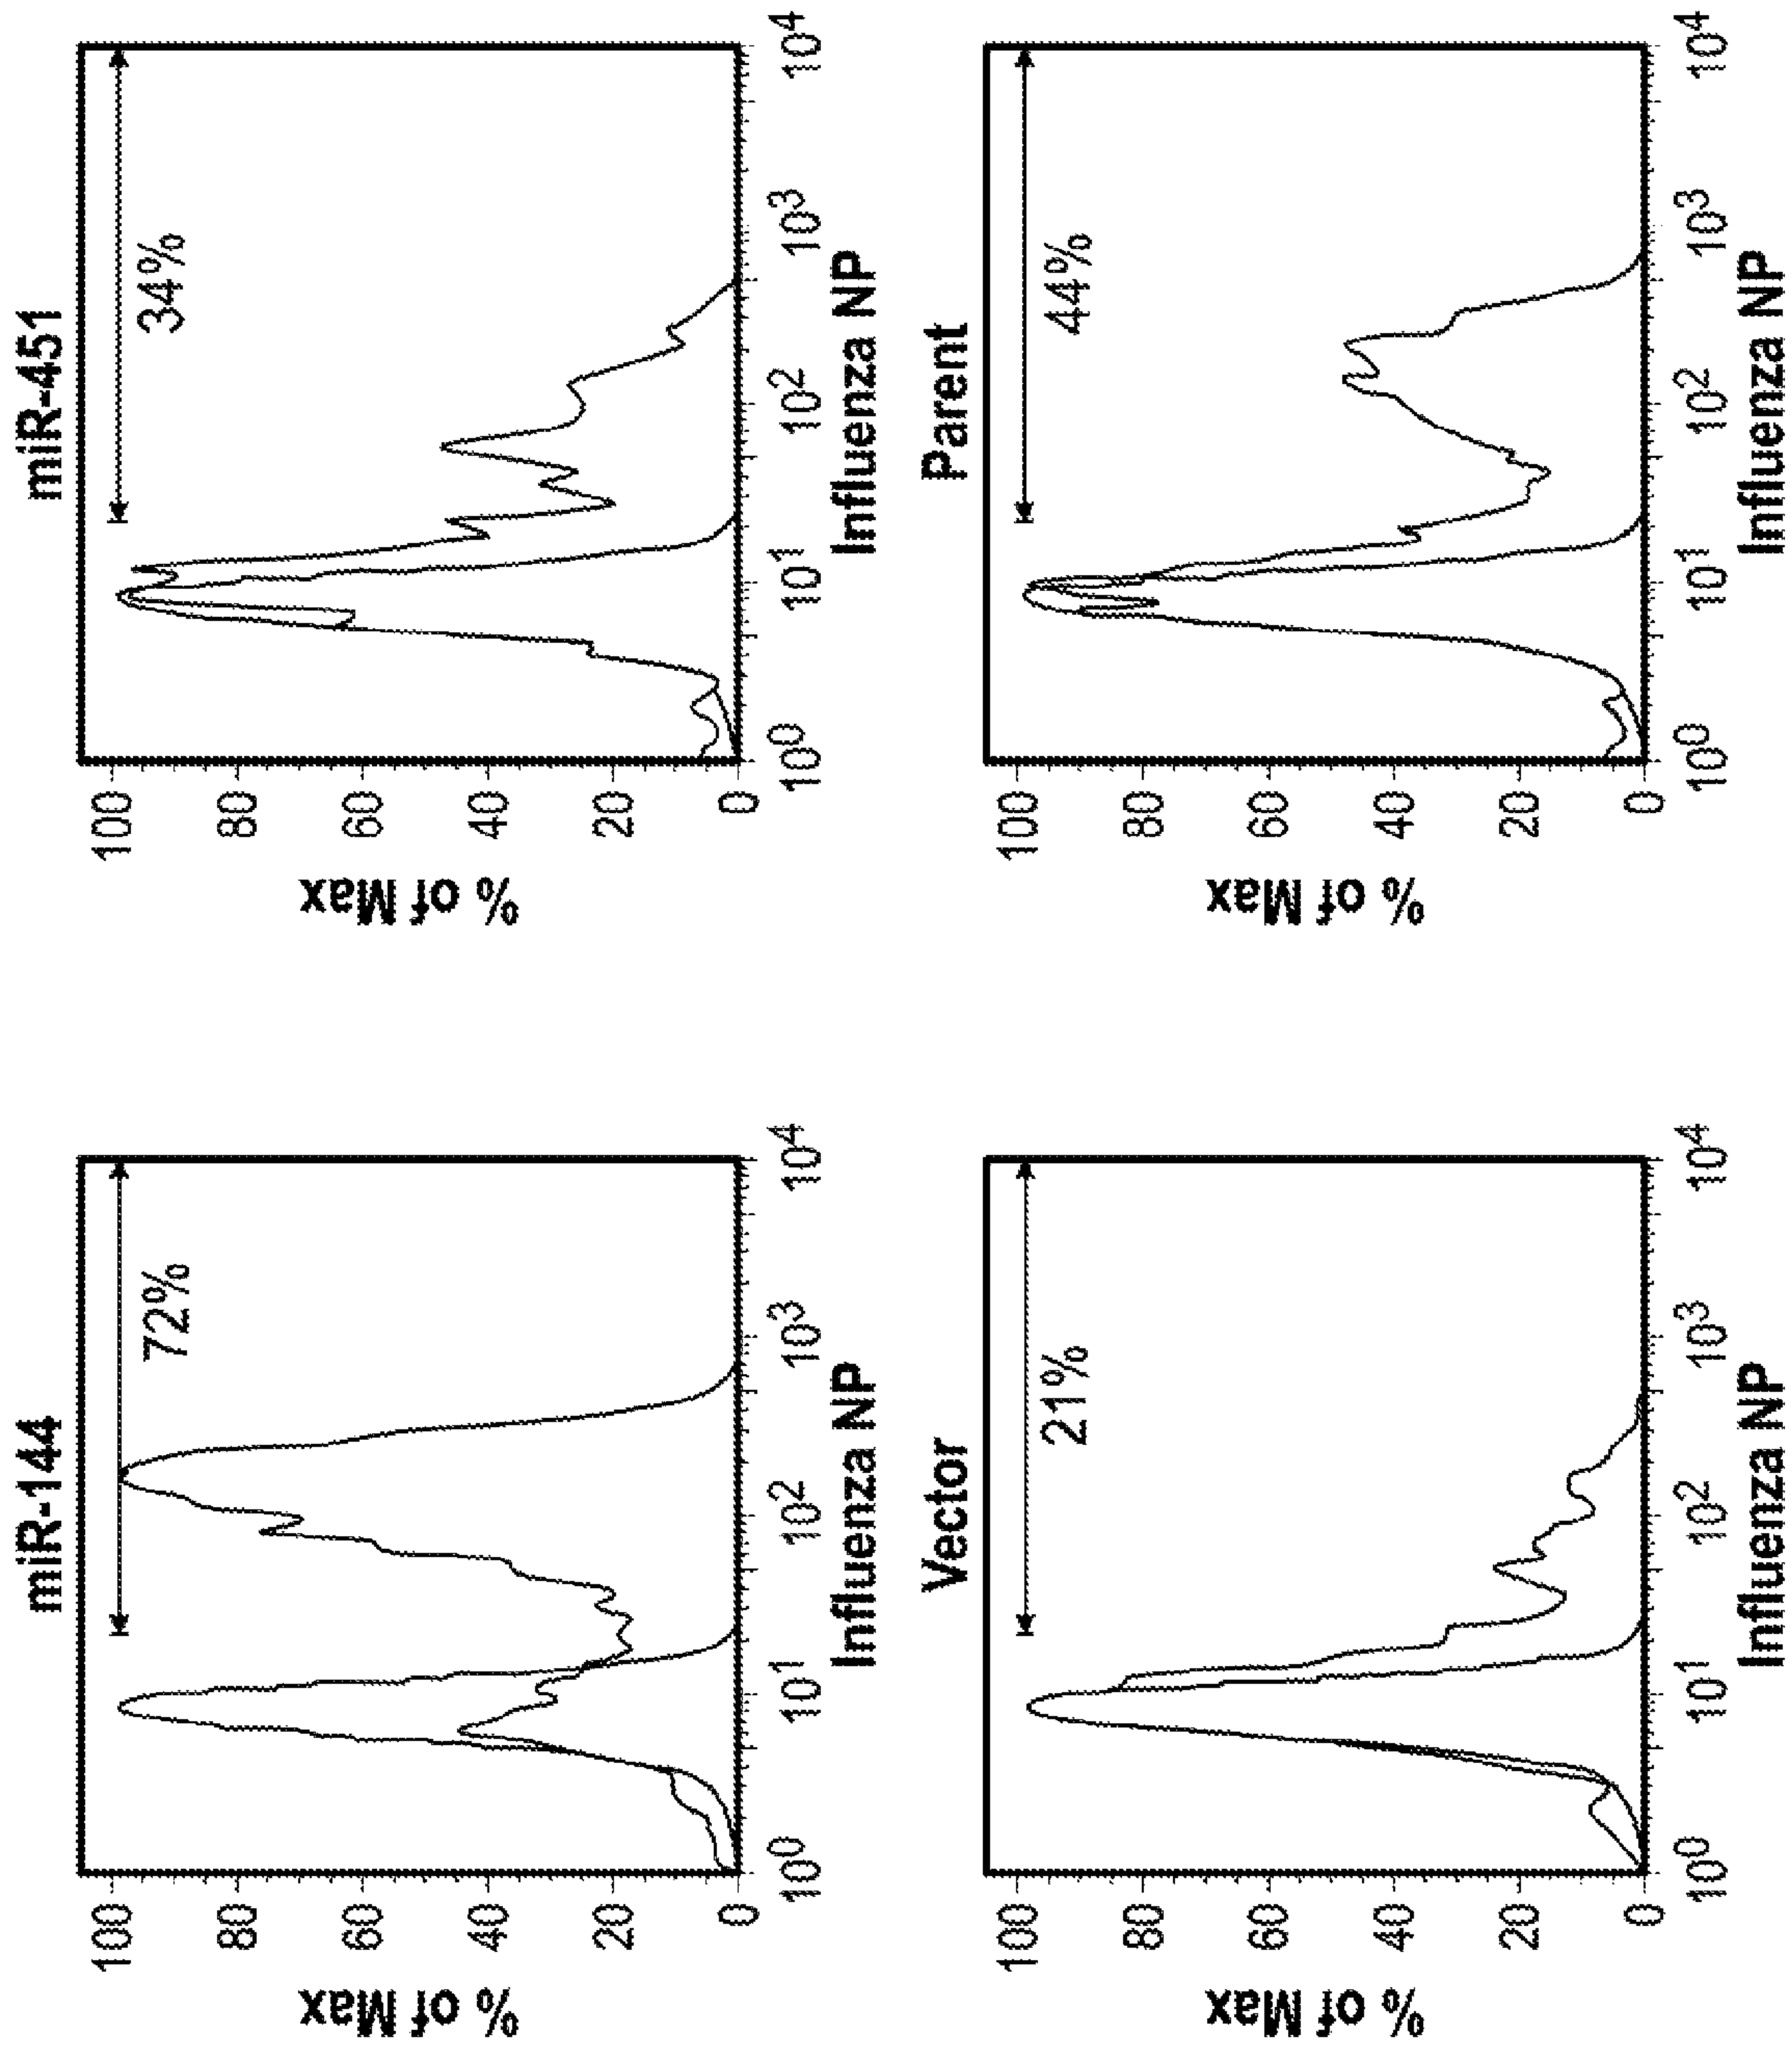 miR-144
72%
% of Max
100
80
60
40
20
0
10⁰ 10¹ 10² 10³ 10⁴
Influenza NP
miR-451
34%
% of Max
100
80
60
40
20
0
10⁰ 10¹ 10² 10³ 10⁴
Influenza NP
Vector
21%
% of Max
100
80
60
40
20
0
10⁰ 10¹ 10² 10³ 10⁴
Influenza NP
Parent
44%
% of Max
100
80
60
40
20
0
10⁰ 10¹ 10² 10³ 10⁴
Influenza NP